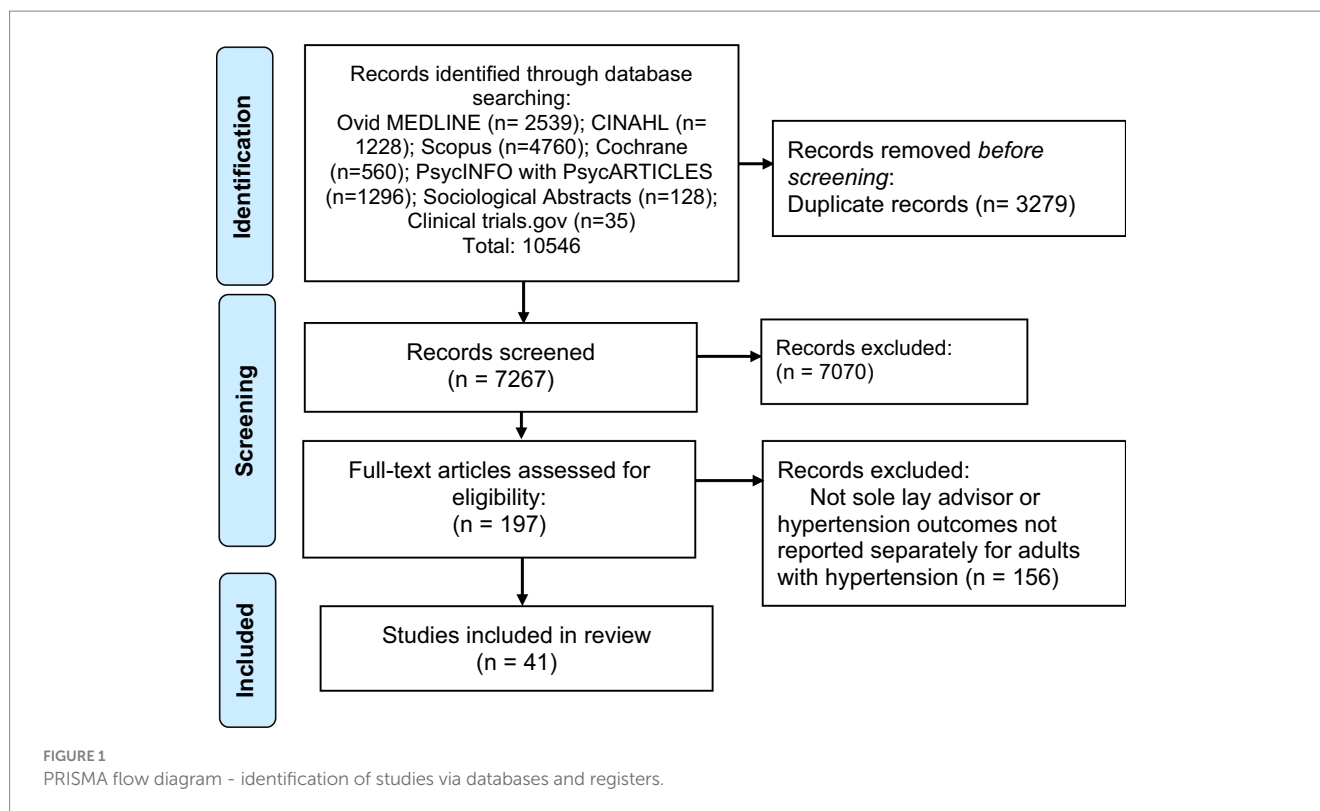 Identification
Records identified through database
searching:
Ovid MEDLINE (n= 2539); CINAHL (n=
1228); Scopus (n=4760); Cochrane
(n=560); PsycINFO with PsycARTICLES
(n=1296); Sociological Abstracts (n=128);
Clinical trials.gov (n=35)
Total: 10546
Records removed before
screening:
Duplicate records (n= 3279)
Screening
Records screened
(n = 7267)
Records excluded:
(n = 7070)
Full-text articles assessed for
eligibility:
(n = 197)
Records excluded:
Not sole lay advisor or
hypertension outcomes not
reported separately for adults
with hypertension (n = 156)
Included
Studies included in review
(n = 41)
FIGURE 1
PRISMA flow diagram - identification of studies via databases and registers.